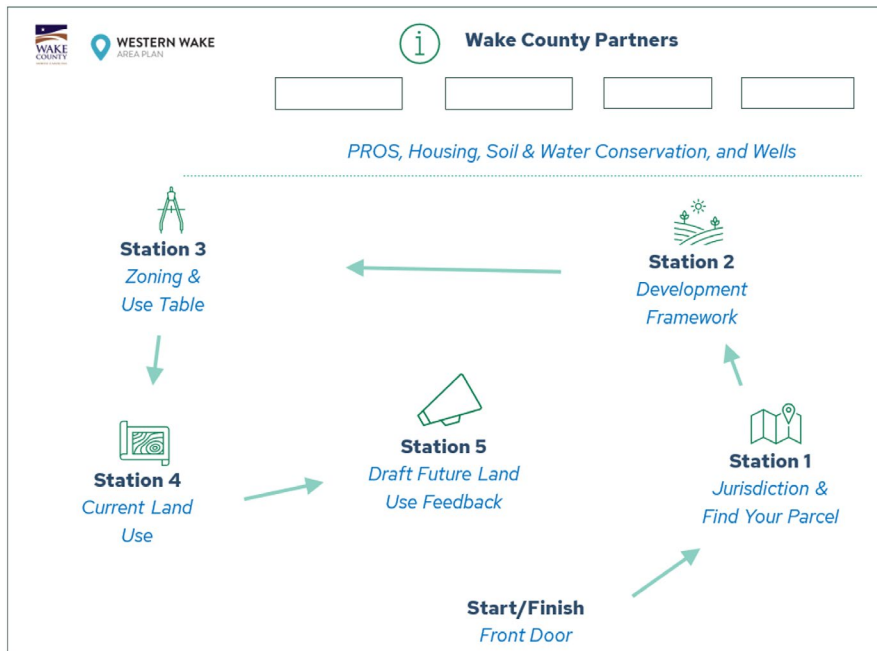 WAKE
COUNTY
WESTERN WAKE
AREA PLAN
i
Wake County Partners
PROS, Housing, Soil & Water Conservation, and Wells
Station 3
Zoning &
Use Table
Station 2
Development
Framework
Station 4
Current Land
Use
Station 5
Draft Future Land
Use Feedback
Station 1
Jurisdiction &
Find Your Parcel
Start/Finish
Front Door